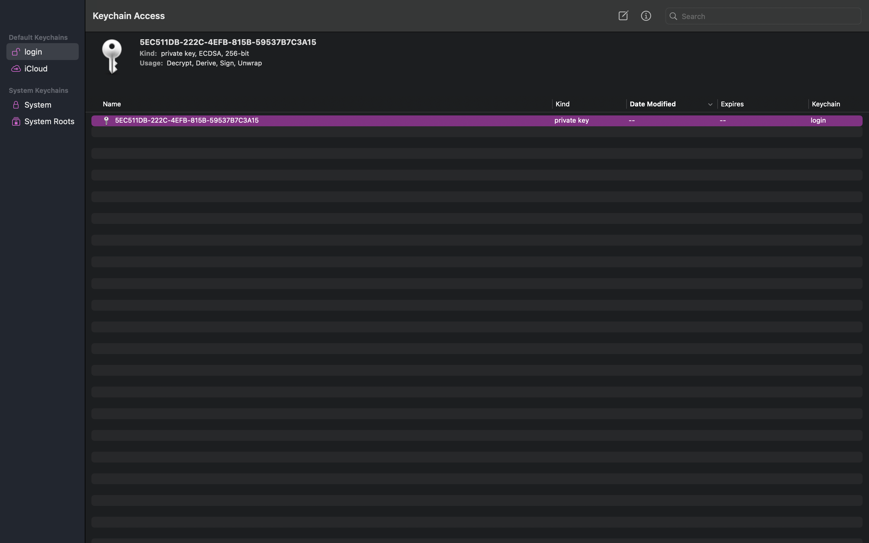 Keychain Access
Search
Default Keychains
login
iCloud
System Keychains
System
System Roots
5EC511DB-222C-4EFB-815B-59537B7C3A15
Kind: private key, ECDSA, 256-bit
Usage: Decrypt, Derive, Sign, Unwrap
Name Kind Date Modified Expires Keychain
5EC511DB-222C-4EFB-815B-59537B7C3A15 private key -- -- login